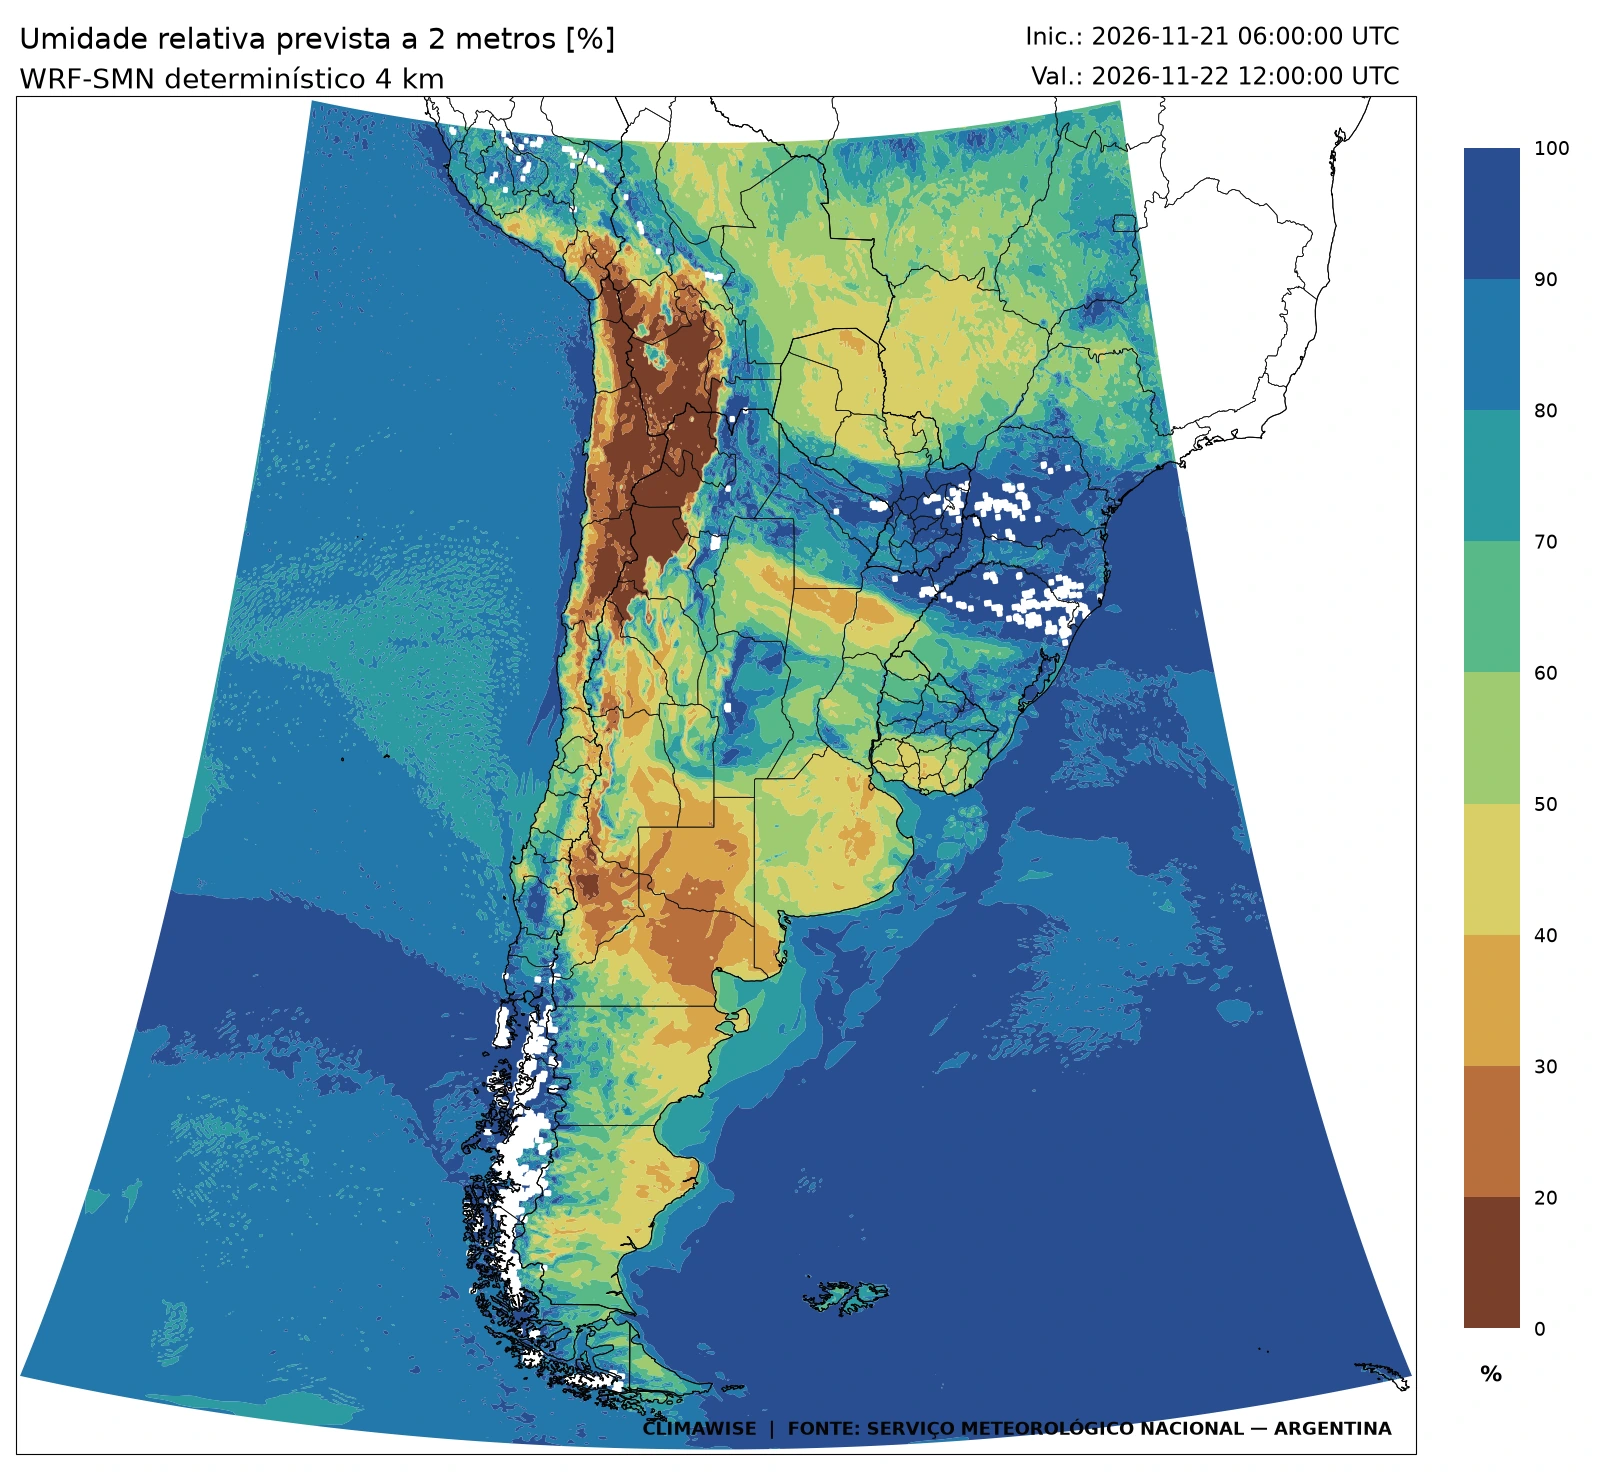 Umidade relativa prevista a 2 metros [%]
WRF-SMN determinístico 4 km
Inic.: 2026-11-21 06:00:00 UTC
Val.: 2026-11-22 12:00:00 UTC
100
90
80
70
60
50
40
30
20
0
%
CLIMAWISE | FONTE: SERVIÇO METEOROLÓGICO NACIONAL — ARGENTINA